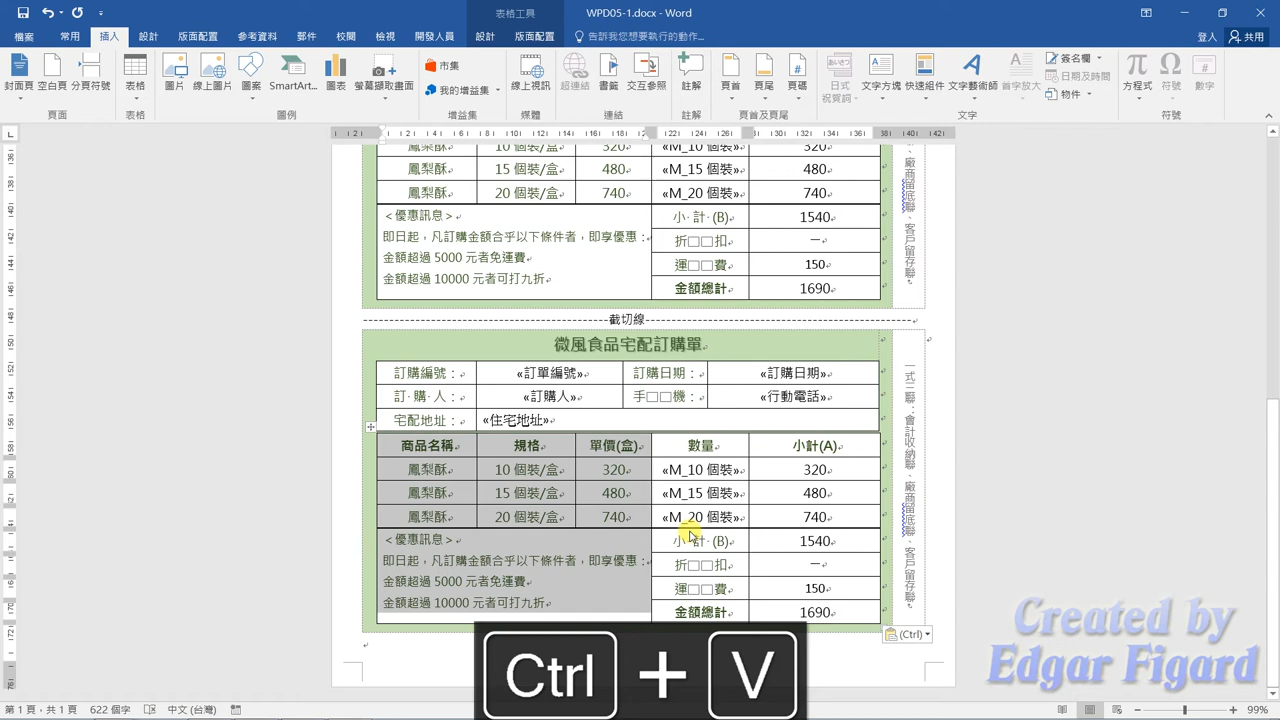 表格工具
WPD05-1.docx - Word
檔案 常用 插入 設計 版面配置 參考資料 郵件 校閱 檢視 開發人員 設計 版面配置 告訴我您想要執行的動作... 登入 共用
封面頁 空白頁 分頁符號 表格 圖片 線上圖片 圖案 SmartArt... 圖表 螢幕擷取畫面 市集 我的增益集 線上視訊 超連結 書籤 交互參照 註解 頁首 頁尾 頁碼 日式祝賀詞 文字方塊 快速組件 文字藝術師 首字放大 簽名欄 日期及時間 物件 方程式 符號 數字
頁面 表格 圖例 增益集 媒體 連結 註解 頁首及頁尾 文字 符號
鳳梨酥 10 個裝/盒 320 «M_10 個裝» 320
鳳梨酥 15 個裝/盒 480 «M_15 個裝» 480
鳳梨酥 20 個裝/盒 740 «M_20 個裝» 740
<優惠訊息> 小·計·(B) 1540
即日起,凡訂購金額合乎以下條件者,即享優惠: 折□□扣 —
金額超過 5000 元者免運費 運□□費 150
金額超過 10000 元者可打九折 金額總計 1690
、廠商留底聯、客戶留存聯
截切線
微風食品宅配訂購單
訂購編號: «訂單編號» 訂購日期: «訂購日期»
訂·購·人: «訂購人» 手□□機: «行動電話»
宅配地址: «住宅地址»
商品名稱 規格 單價(盒) 數量 小計(A)
鳳梨酥 10 個裝/盒 320 «M_10 個裝» 320
鳳梨酥 15 個裝/盒 480 «M_15 個裝» 480
鳳梨酥 20 個裝/盒 740 «M_20 個裝» 740
<優惠訊息> 小·計·(B) 1540
即日起,凡訂購金額合乎以下條件者,即享優惠: 折□□扣 —
金額超過 5000 元者免運費 運□□費 150
金額超過 10000 元者可打九折 金額總計 1690
一式三聯:會計收納聯、廠商留底聯、客戶留存聯
(Ctrl)
Ctrl + V
Created by
Edgar Figard
第 1 頁,共 1 頁 622 個字 中文 (台灣) 99%